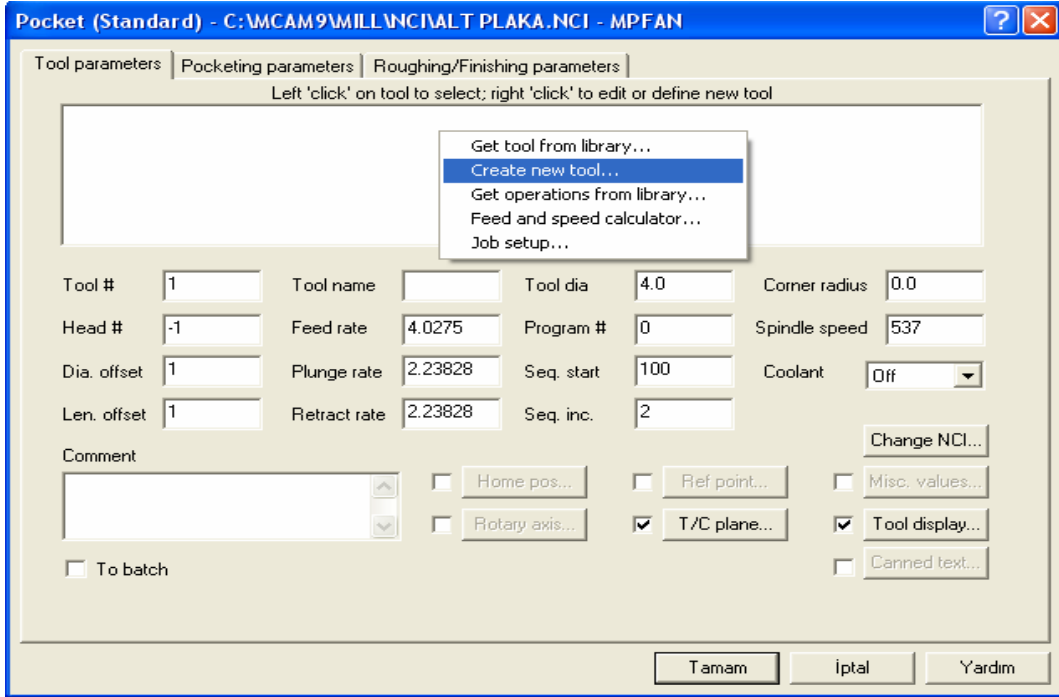 Pocket (Standard) - C:\MCAM9\MILL\NCI\ALT PLAKA.NCI - MPFAN
Tool parameters Pocketing parameters Roughing/Finishing parameters
Left 'click' on tool to select; right 'click' to edit or define new tool
Get tool from library...
Create new tool...
Get operations from library...
Feed and speed calculator...
Job setup...
Tool # 1 Tool name Tool dia 4.0 Corner radius 0.0
Head # -1 Feed rate 4.0275 Program # 0 Spindle speed 537
Dia. offset 1 Plunge rate 2.23828 Seq. start 100 Coolant Off
Len. offset 1 Retract rate 2.23828 Seq. inc. 2
Change NCI...
Comment
Home pos... Ref point... Misc. values...
Rotary axis... T/C plane... Tool display...
To batch Canned text...
Tamam İptal Yardım